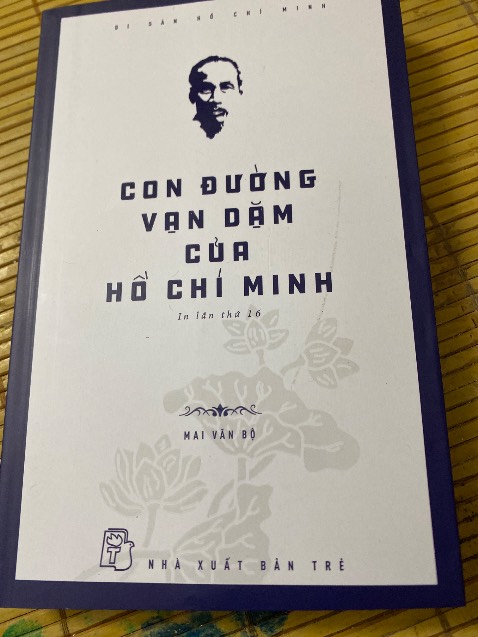 DI SẢN HỒ CHÍ MINH
CON ĐƯỜNG
VẠN DẶM
CỦA
HỒ CHÍ MINH
In lần thứ 16
MAI VĂN BỘ
NHÀ XUẤT BẢN TRẺ